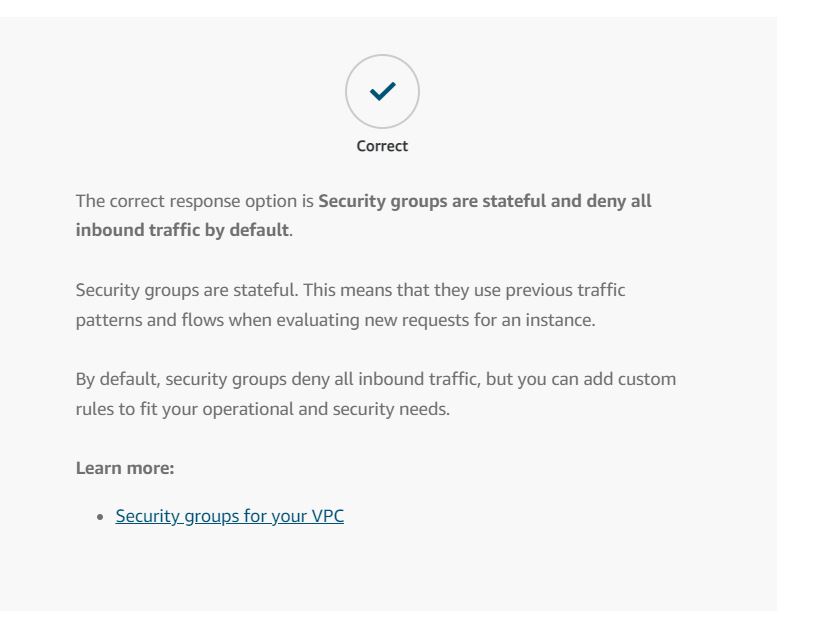 Correct
The correct response option is Security groups are stateful and deny all
inbound traffic by default.
Security groups are stateful. This means that they use previous traffic
patterns and flows when evaluating new requests for an instance.
By default, security groups deny all inbound traffic, but you can add custom
rules to fit your operational and security needs.
Learn more:
• Security groups for your VPC